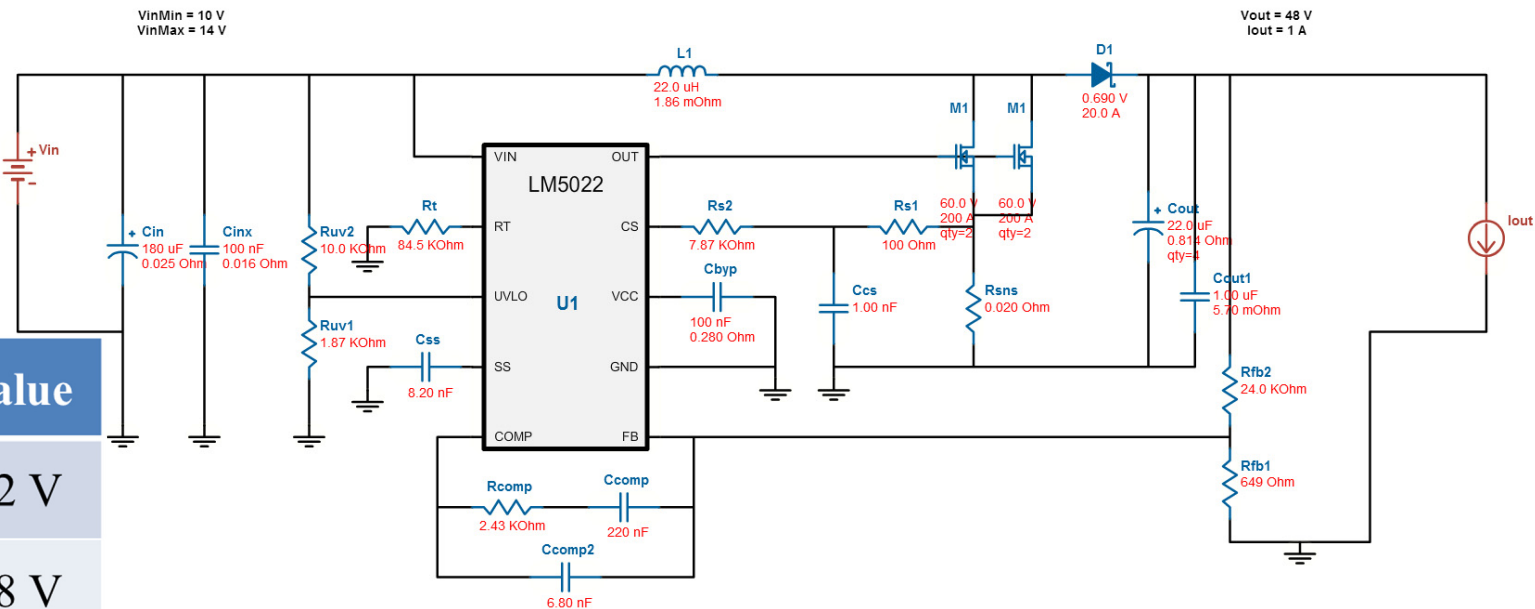 VinMin = 10 V
VinMax = 14 V
Vout = 48 V
Iout = 1 A
L1
22.0 uH
1.86 mOhm
D1
0.690 V
20.0 A
M1
M1
60.0 V
200 A
qty=2
60.0 V
200 A
qty=2
+ Vin
-
+ Cin
180 uF
0.025 Ohm
Cinx
100 nF
0.016 Ohm
Ruv2
10.0 KOhm
Ruv1
1.87 KOhm
Rt
84.5 KOhm
Css
8.20 nF
VIN
OUT
LM5022
RT
CS
UVLO
U1
VCC
SS
GND
COMP
FB
Rs2
7.87 KOhm
Rs1
100 Ohm
Cbyp
100 nF
0.280 Ohm
Ccs
1.00 nF
Rsns
0.020 Ohm
+ Cout
22.0 uF
0.814 Ohm
qty=4
Cout1
1.00 uF
5.70 mOhm
Iout
Rfb2
24.0 KOhm
Rfb1
649 Ohm
Rcomp
2.43 KOhm
Ccomp
220 nF
Ccomp2
6.80 nF
alue
2 V
8 V